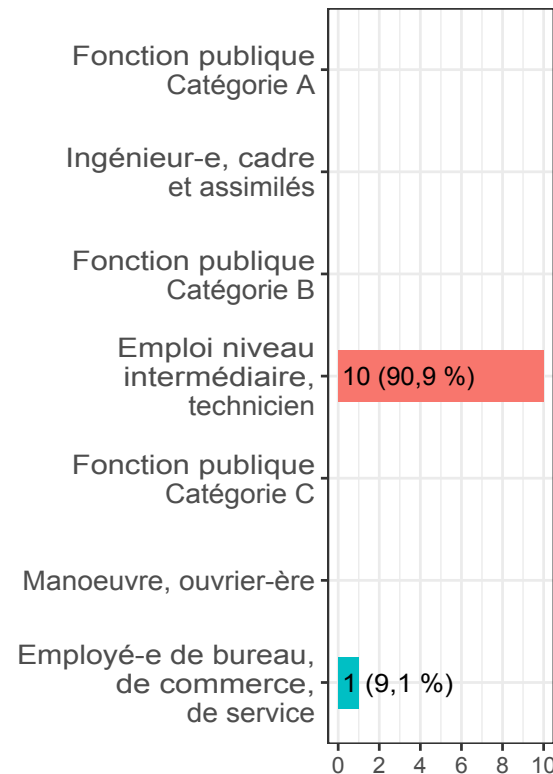 Fonction publique
Catégorie A
Ingénieur-e, cadre
et assimilés
Fonction publique
Catégorie B
Emploi niveau
intermédiaire,
technicien
10 (90,9 %)
Fonction publique
Catégorie C
Manoeuvre, ouvrier-ère
Employé-e de bureau,
de commerce,
de service
1 (9,1 %)
0 2 4 6 8 10